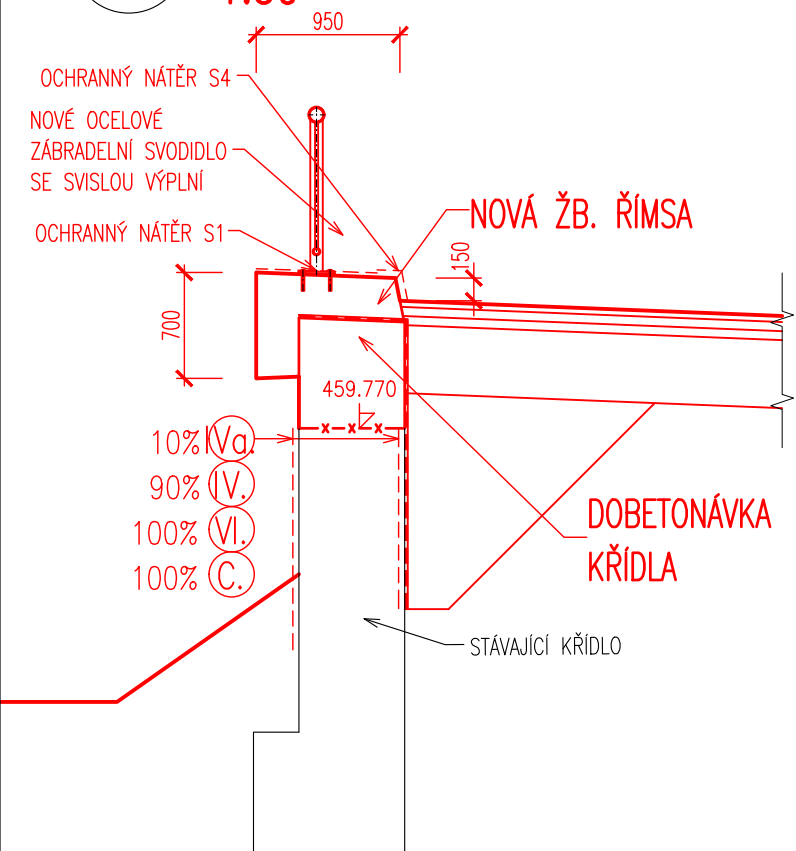 950
OCHRANNÝ NÁTĚR S4
NOVÉ OCELOVÉ
ZÁBRADELNÍ SVODIDLO
SE SVISLOU VÝPLNÍ
OCHRANNÝ NÁTĚR S1
NOVÁ ŽB. ŘÍMSA
150
700
459.770
10% IVa.
90% IV.
100% VI.
100% C.
DOBETONÁVKA
KŘÍDLA
STÁVAJÍCÍ KŘÍDLO